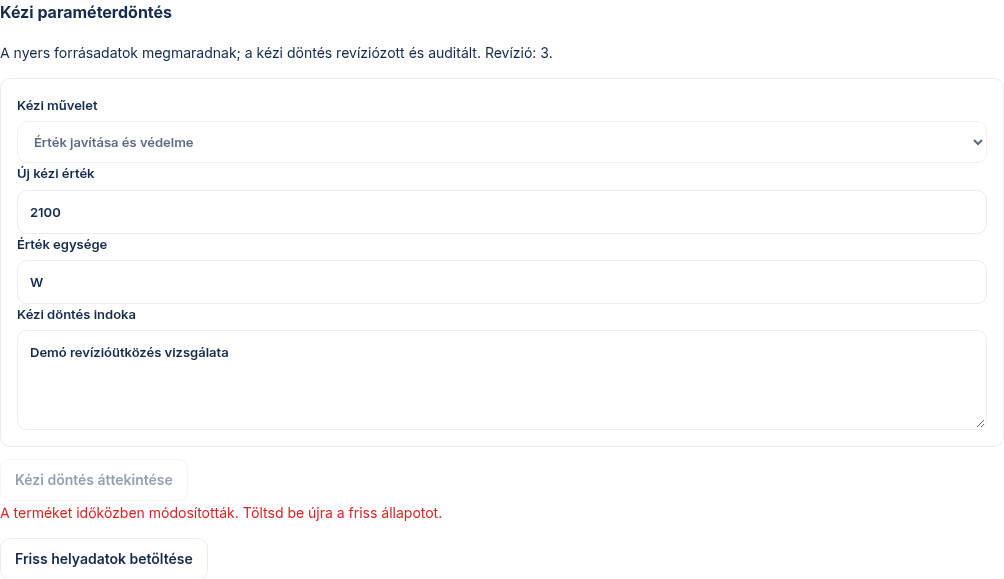 Kézi paraméterdöntés
A nyers forrásadatok megmaradnak; a kézi döntés revíziózott és auditált. Revízió: 3.
Kézi művelet
Érték javítása és védelme
Új kézi érték
2100
Érték egysége
W
Kézi döntés indoka
Demó revízióütközés vizsgálata
Kézi döntés áttekintése
A terméket időközben módosították. Töltsd be újra a friss állapotot.
Friss helyadatok betöltése